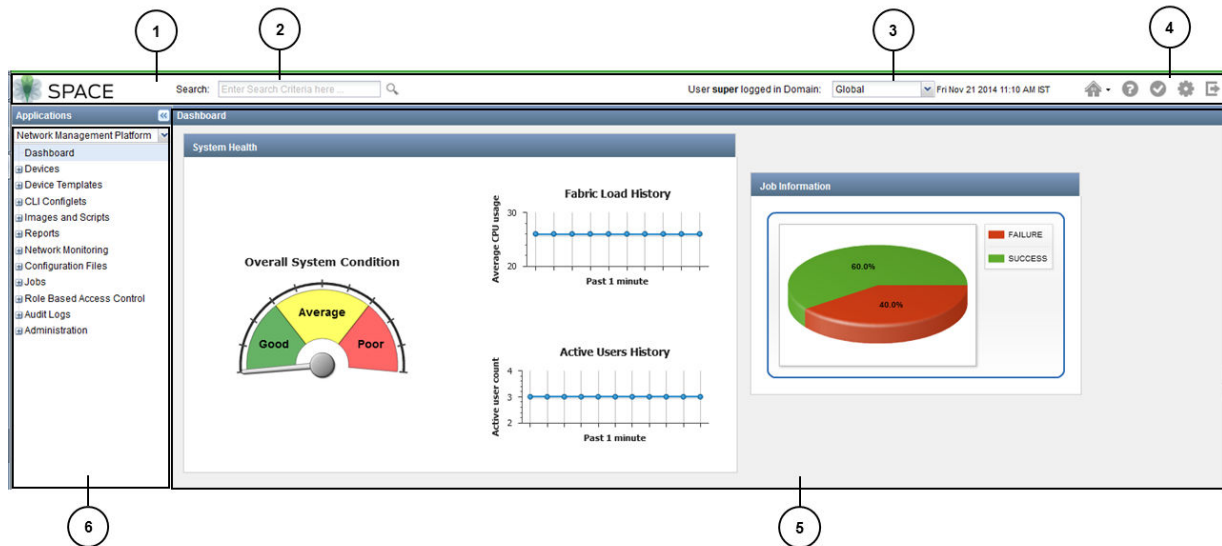 1
2
3
4
SPACE
Search: Enter Search Criteria here ...
User super logged in Domain: Global Fri Nov 21 2014 11:10 AM IST
Applications
Dashboard
Network Management Platform
Dashboard
Devices
Device Templates
CLI Configlets
Images and Scripts
Reports
Network Monitoring
Configuration Files
Jobs
Role Based Access Control
Audit Logs
Administration
System Health
Overall System Condition
Good
Average
Poor
Fabric Load History
Average CPU usage
30
20
Past 1 minute
Active Users History
Active user count
4
3
2
Past 1 minute
Job Information
60.0%
40.0%
FAILURE
SUCCESS
6
5